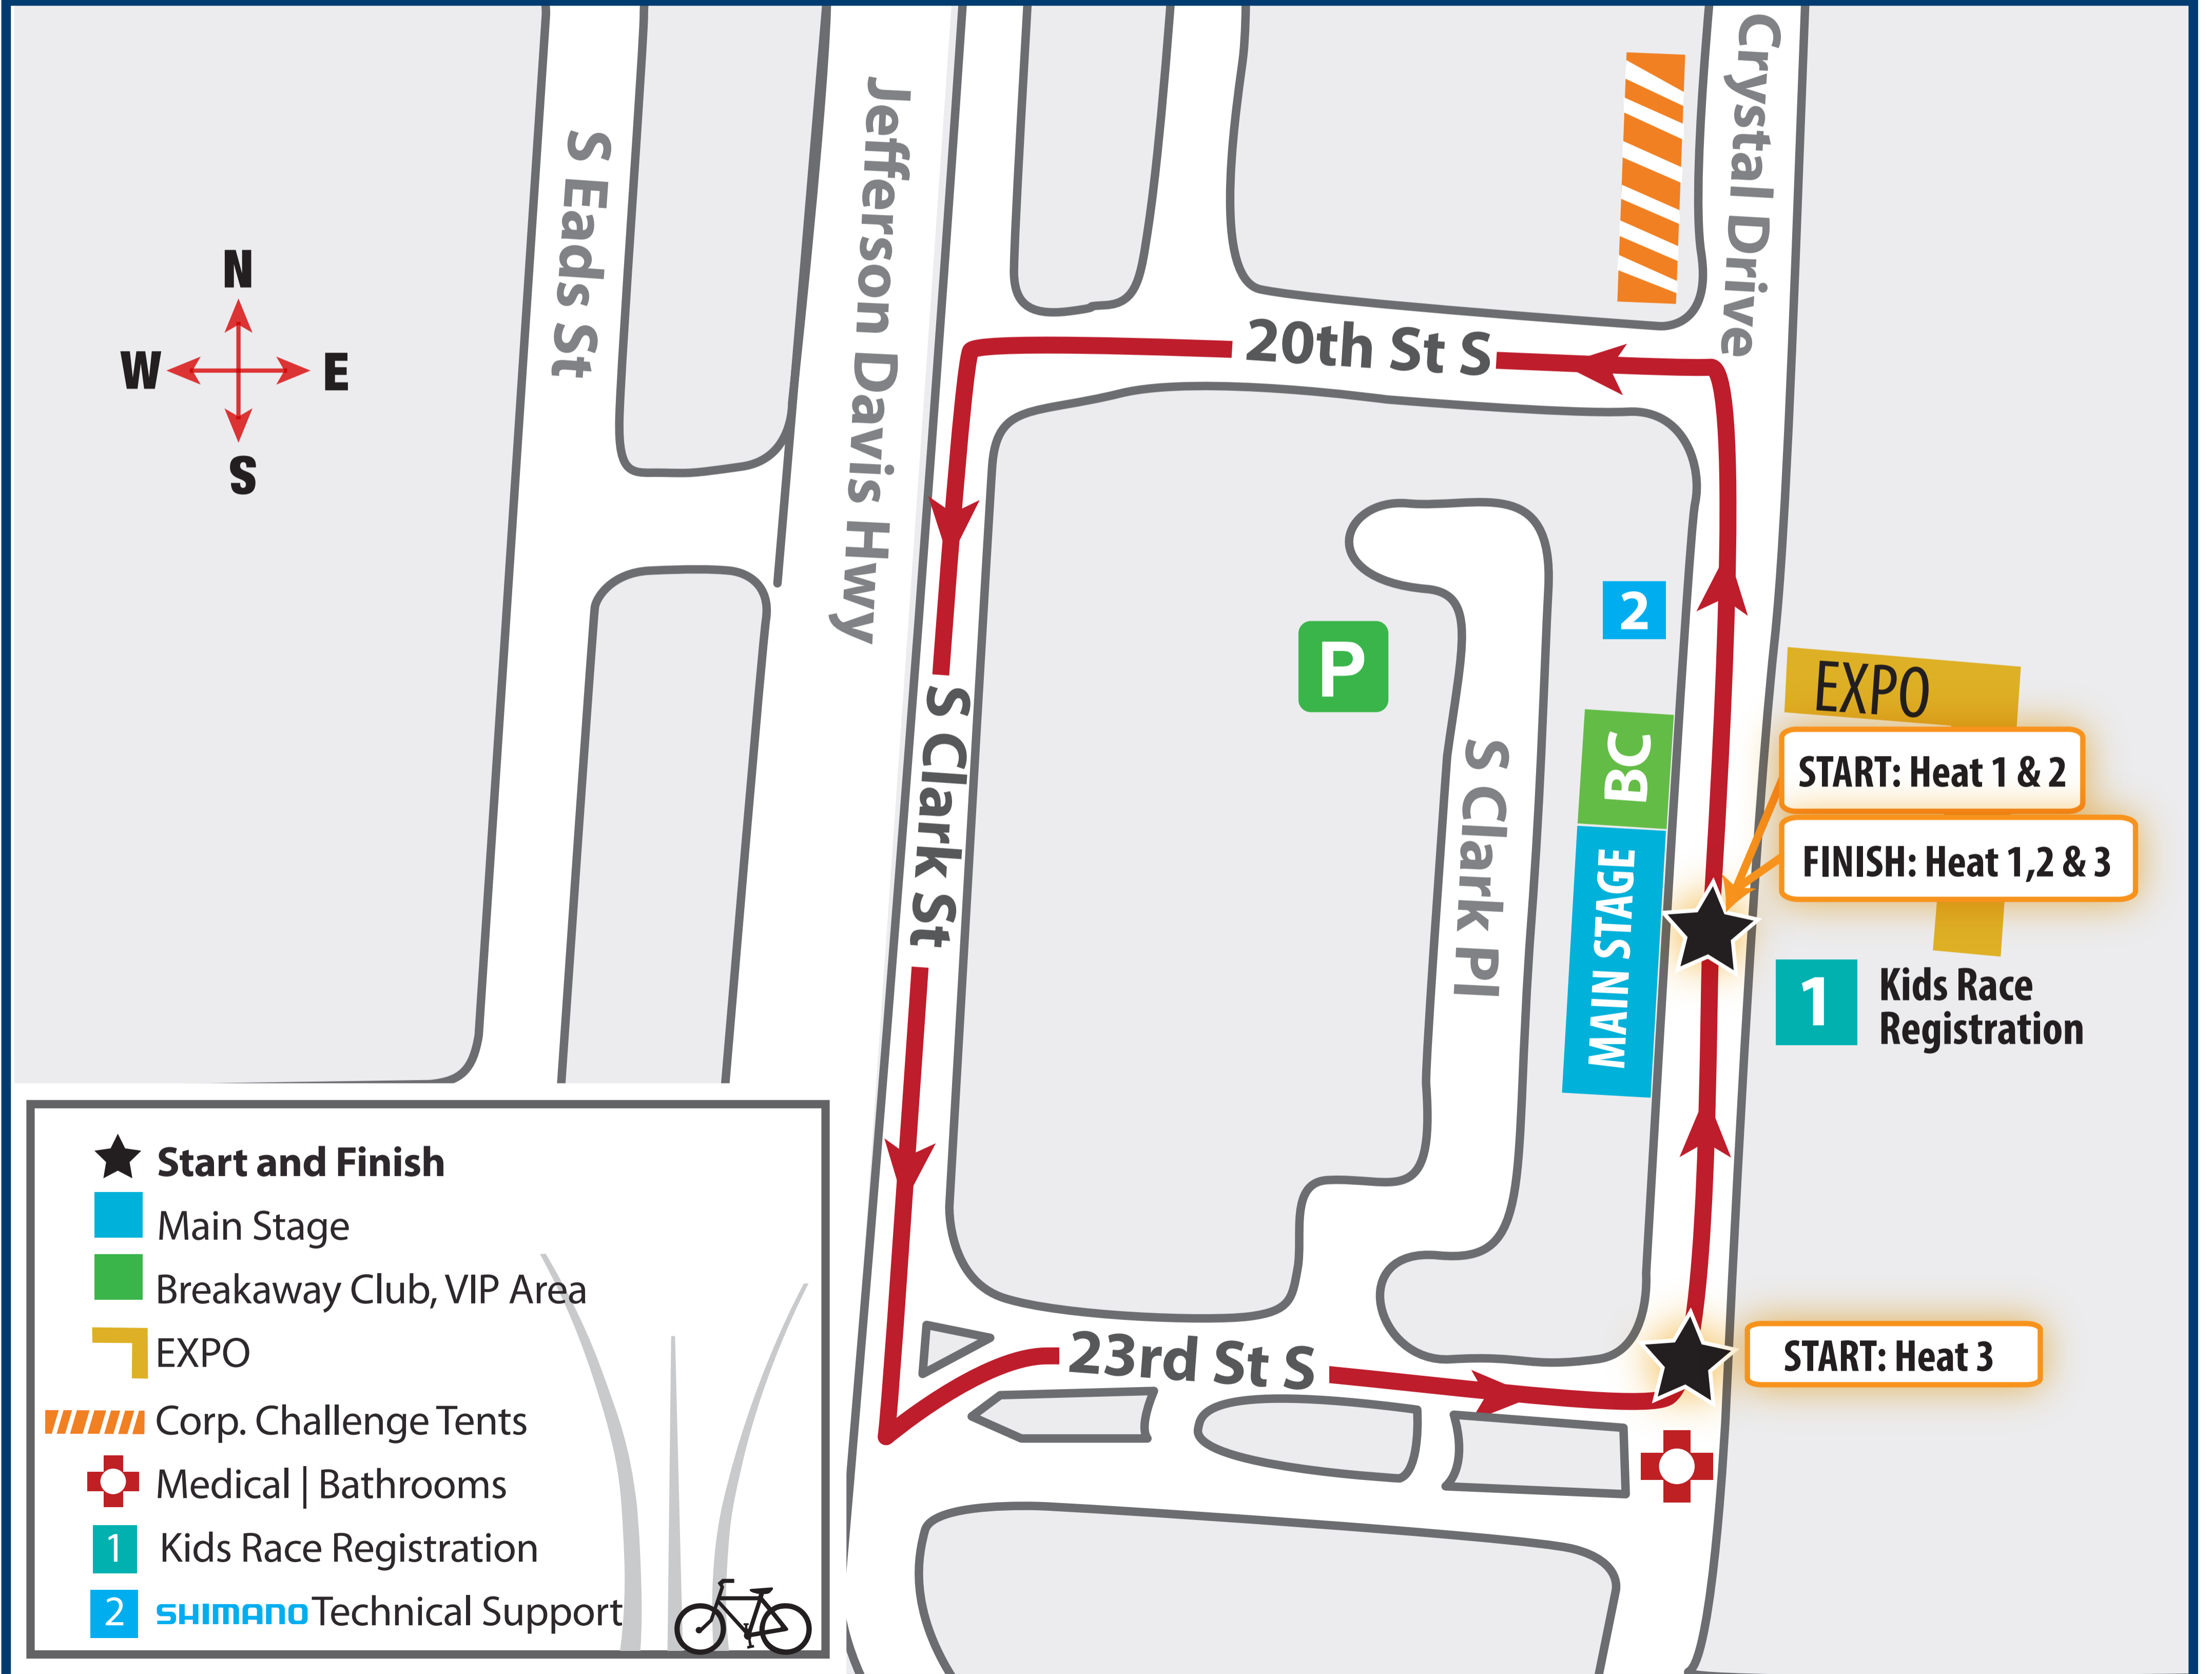 Crystal Drive
Jefferson Davis Hwy
S Eads St
N
W
E
S
20th St S
2
P
EXPO
S Clark St
BC
START: Heat 1 & 2
S Clark Pl
MAIN STAGE
FINISH: Heat 1,2 & 3
1
Kids Race
Registration
23rd St S
START: Heat 3
Start and Finish
Main Stage
Breakaway Club, VIP Area
EXPO
Corp. Challenge Tents
Medical | Bathrooms
1 Kids Race Registration
2 SHIMANO Technical Support